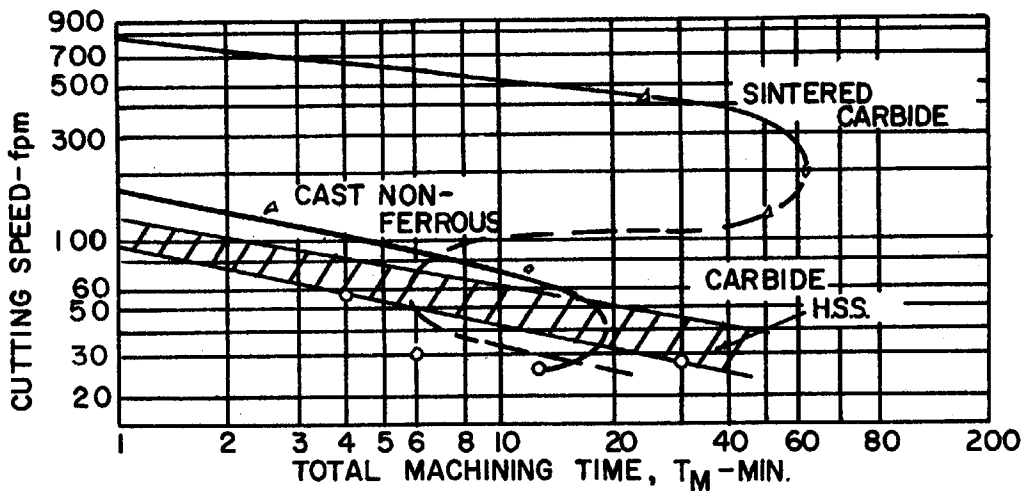 900
700
500
300
100
60
50
30
20
CUTTING SPEED-fpm
SINTERED
CARBIDE
CAST NON-
FERROUS
CARBIDE
H.S.S.
1 2 3 4 5 6 8 10 20 40 60 80 200
TOTAL MACHINING TIME, TM-MIN.